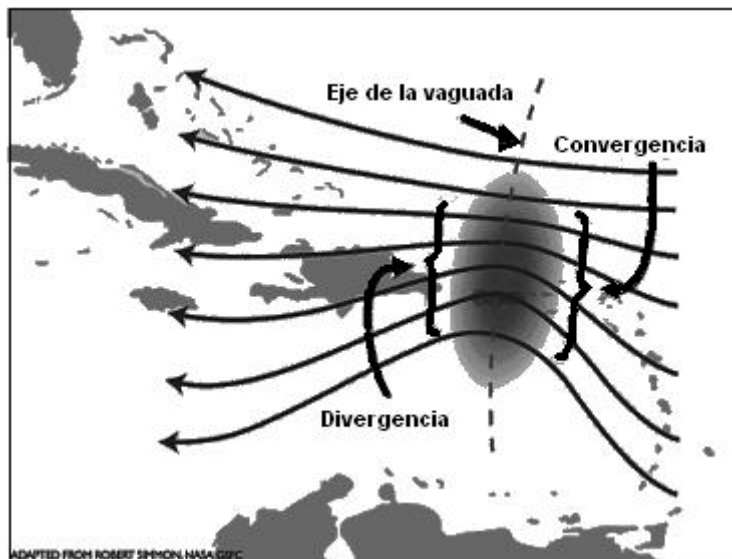 Eje de la vaguada
Convergencia
Divergencia
ADAPTED FROM ROBERT SIMMON, NASA GSFC